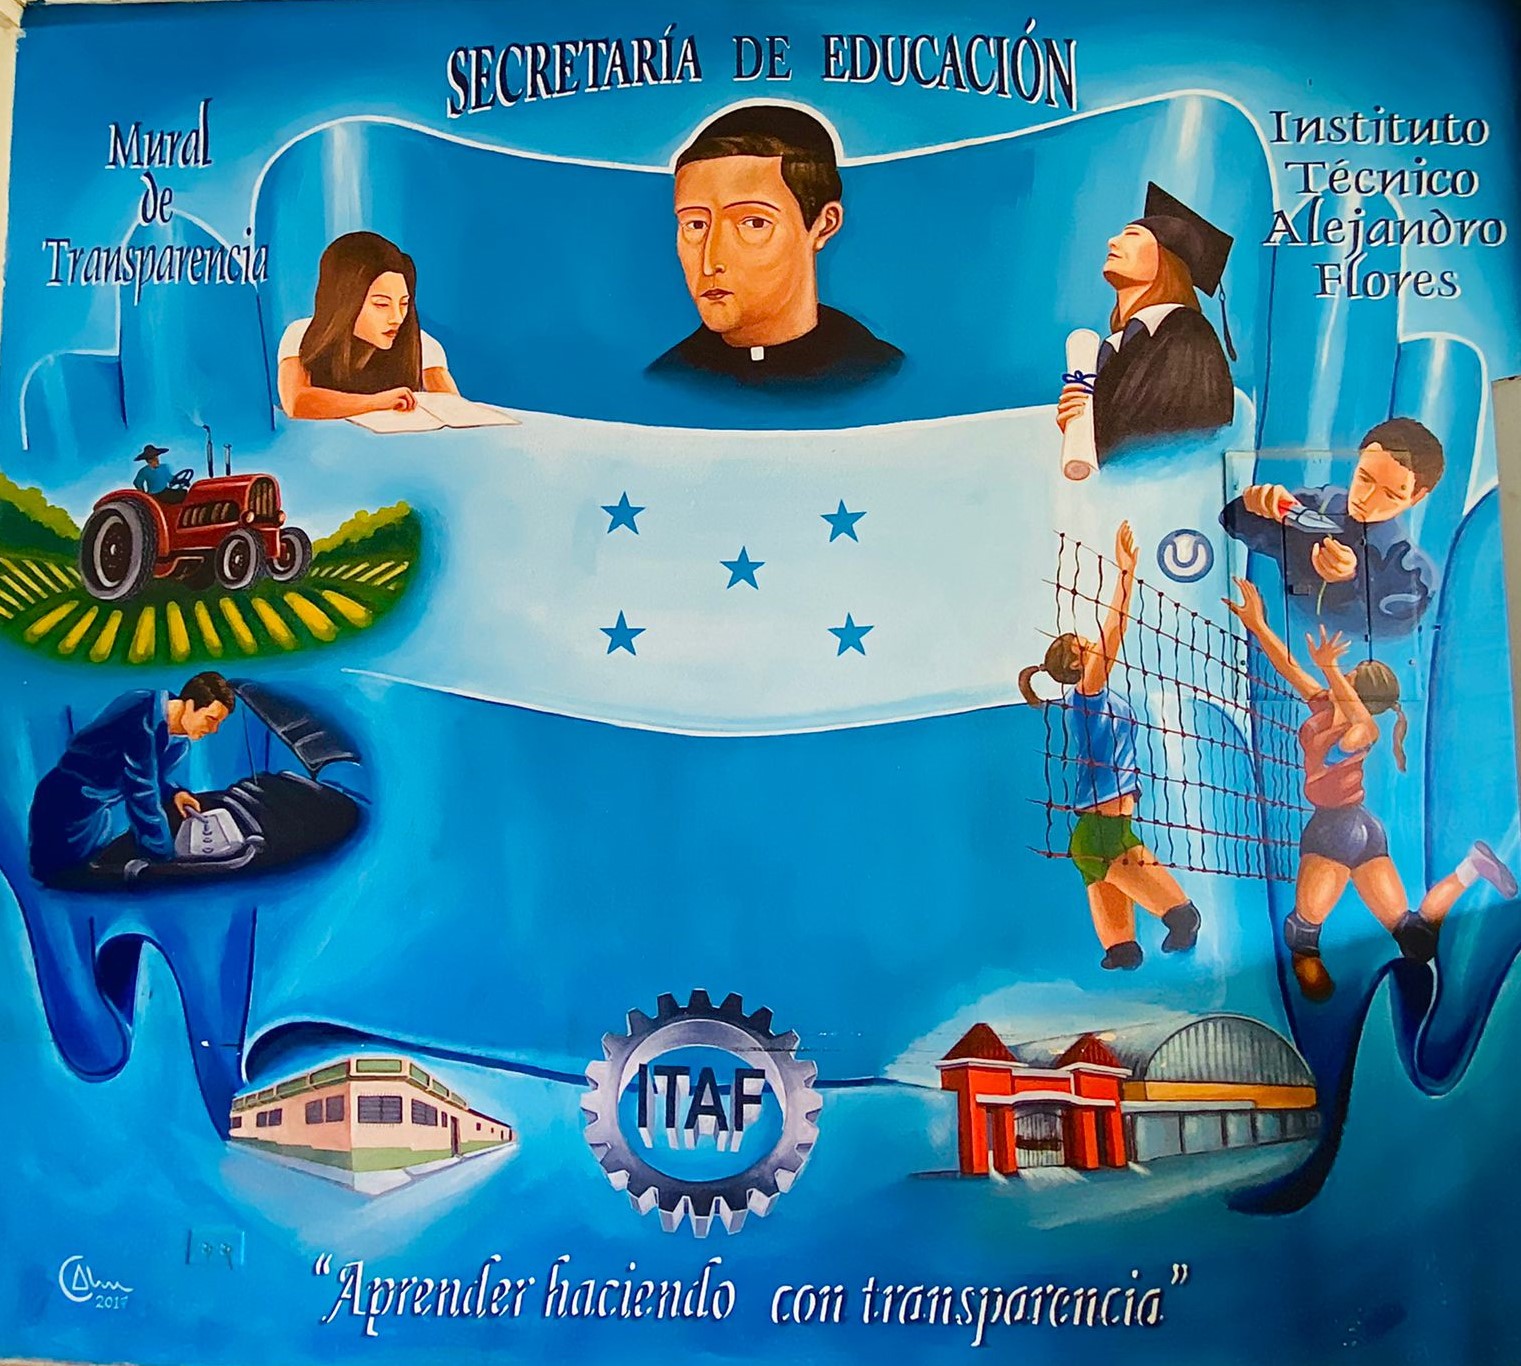 SECRETARÍA DE EDUCACIÓN
Mural
de
Transparencia
Instituto
Técnico
Alejandro
Flores
ITAF
"Aprender haciendo con transparencia"